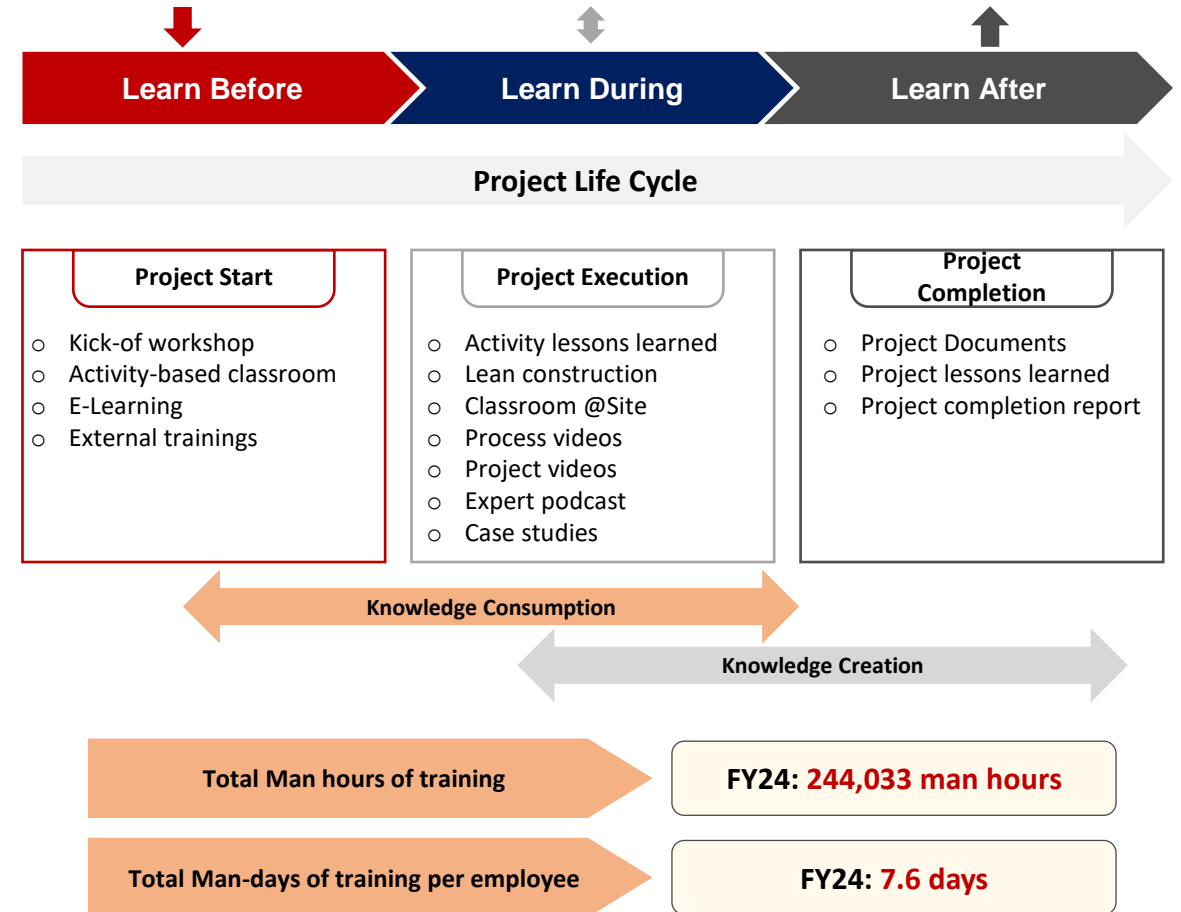 Learn Before
Learn During
Learn After
Project Life Cycle
Project Start
○ Kick-of workshop
○ Activity-based classroom
○ E-Learning
○ External trainings
Project Execution
○ Activity lessons learned
○ Lean construction
○ Classroom @Site
○ Process videos
○ Project videos
○ Expert podcast
○ Case studies
Project
Completion
○ Project Documents
○ Project lessons learned
○ Project completion report
Knowledge Consumption
Knowledge Creation
Total Man hours of training
FY24: 244,033 man hours
Total Man-days of training per employee
FY24: 7.6 days